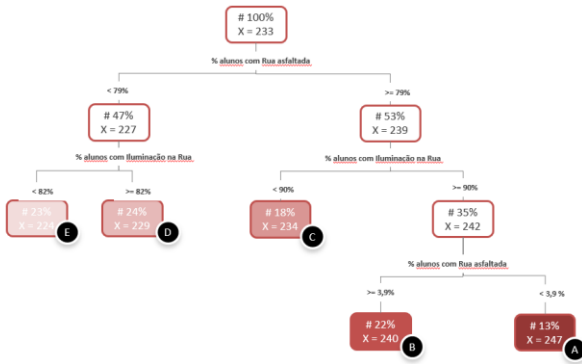 # 100%
X = 233
% alunos com Rua asfaltada
< 79%
>= 79%
# 47%
X = 227
# 53%
X = 239
% alunos com Iluminação na Rua
% alunos com Iluminação na Rua
< 82%
>= 82%
< 90%
>= 90%
# 23%
X = 224
E
# 24%
X = 229
D
# 18%
X = 234
C
# 35%
X = 242
% alunos com Rua asfaltada
>= 3,9%
< 3,9 %
# 22%
X = 240
B
# 13%
X = 247
A